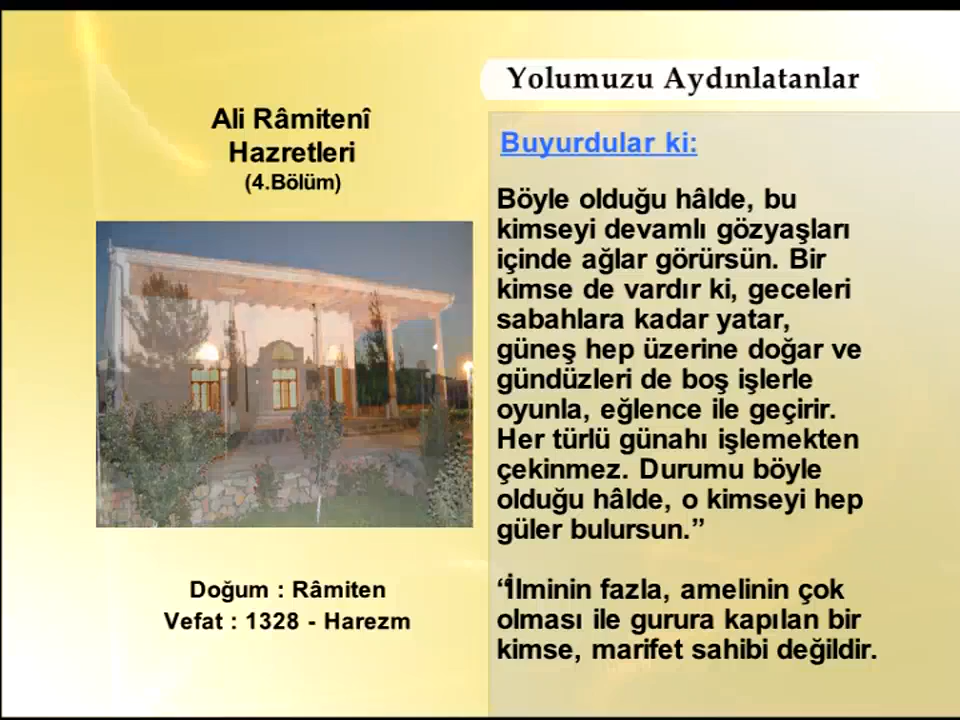 Yolumuzu Aydınlatanlar
Ali Râmitenî
Hazretleri
(4.Bölüm)
Doğum : Râmiten
Vefat : 1328 - Harezm
Buyurdular ki:
Böyle olduğu hâlde, bu
kimseyi devamlı gözyaşları
içinde ağlar görürsün. Bir
kimse de vardır ki, geceleri
sabahlara kadar yatar,
güneş hep üzerine doğar ve
gündüzleri de boş işlerle
oyunla, eğlence ile geçirir.
Her türlü günahı işlemekten
çekinmez. Durumu böyle
olduğu hâlde, o kimseyi hep
güler bulursun.”
“İlminin fazla, amelinin çok
olması ile gurura kapılan bir
kimse, marifet sahibi değildir.